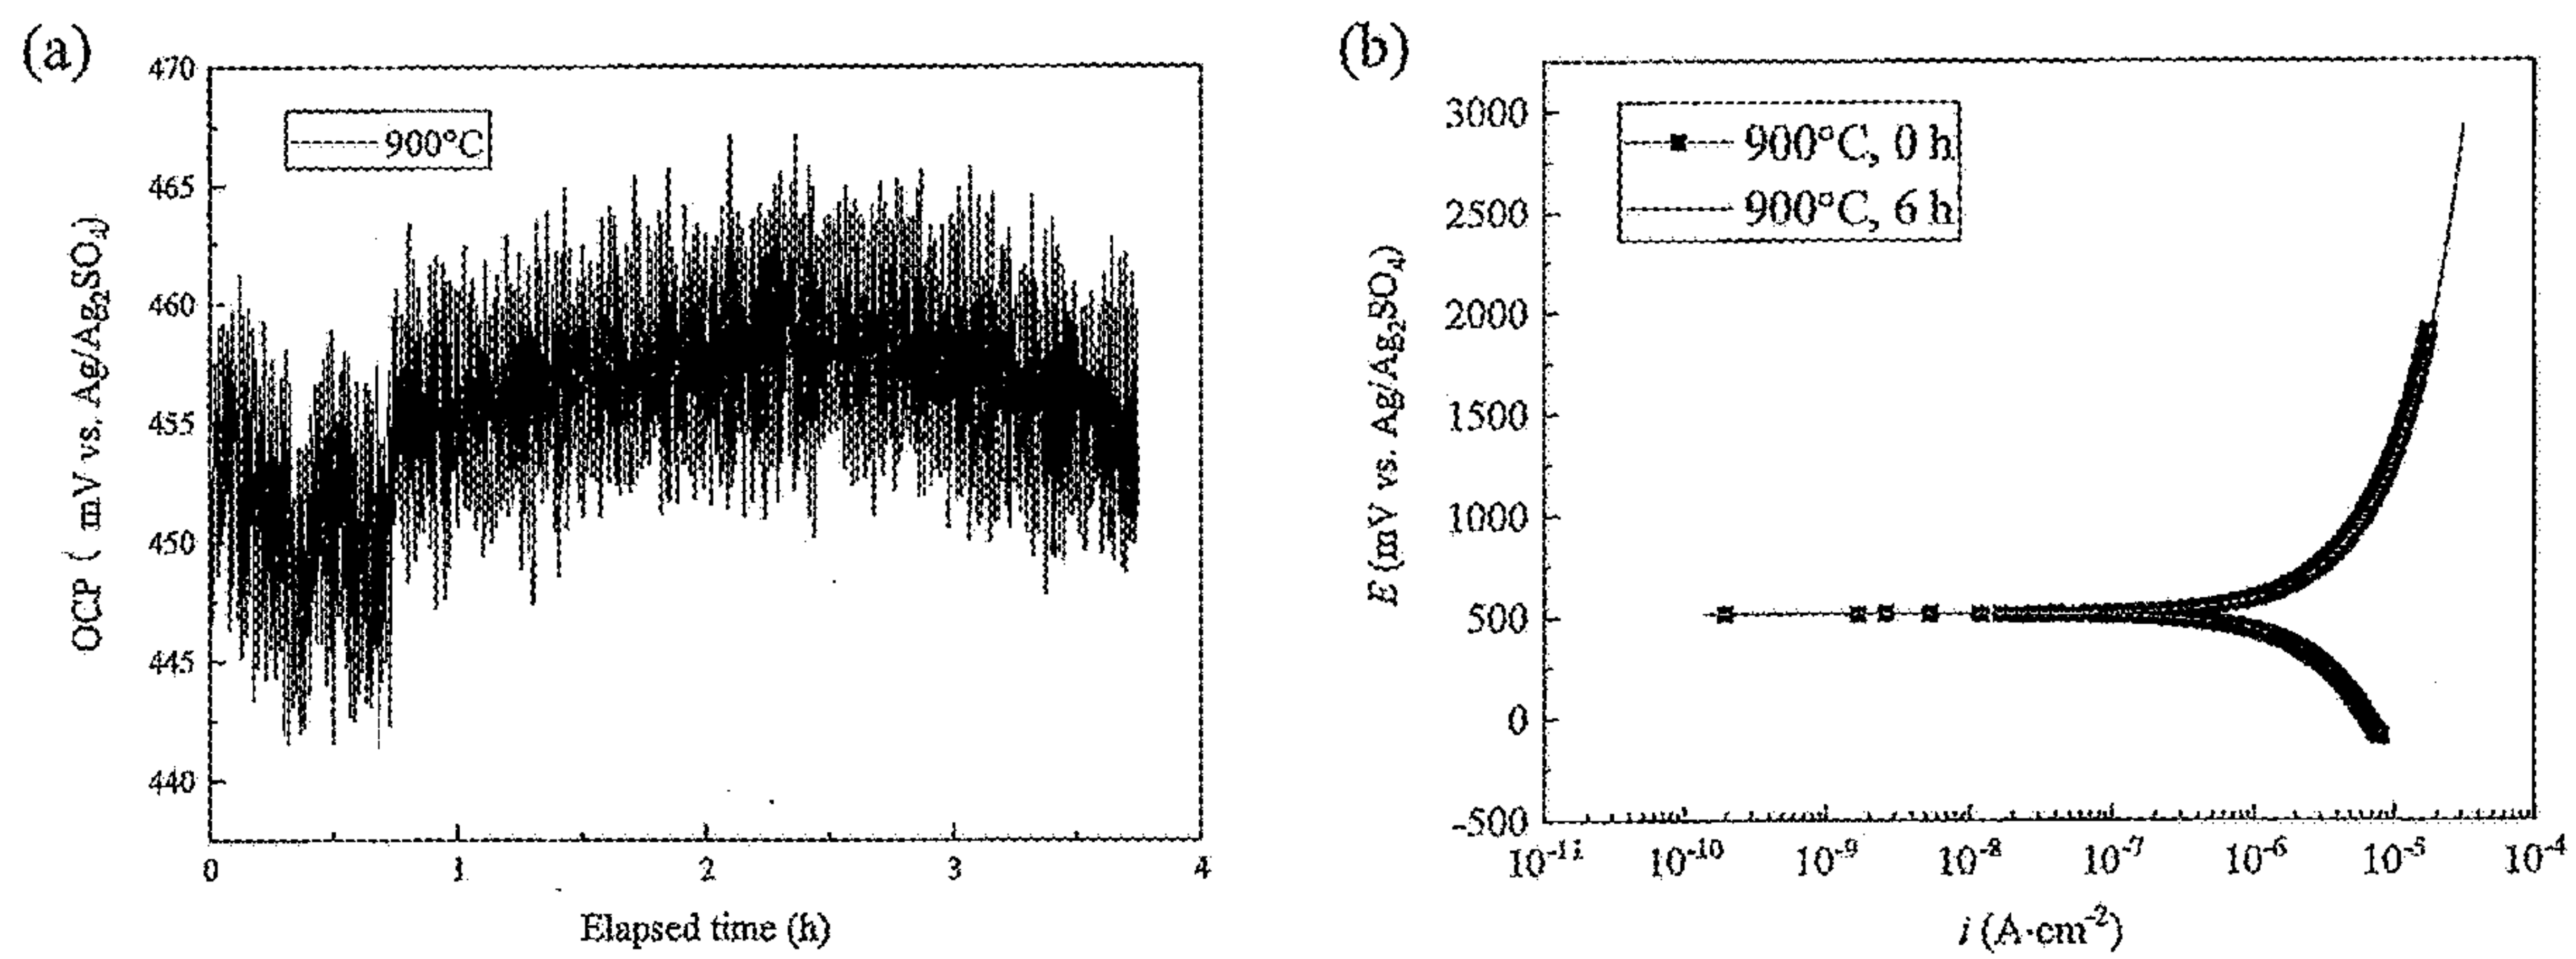 (a)
470
465
460
455
450
445
440
900°C
OCP ( mV vs. Ag/Ag₂SO₄)
0 1 2 3 4
Elapsed time (h)
(b)
3000
2500
2000
1500
1000
500
0
-500
900°C, 0 h
900°C, 6 h
E (mV vs. Ag/Ag₂SO₄)
10⁻¹¹ 10⁻¹⁰ 10⁻⁹ 10⁻⁸ 10⁻⁷ 10⁻⁶ 10⁻⁵ 10⁻⁴
i (A·cm⁻²)